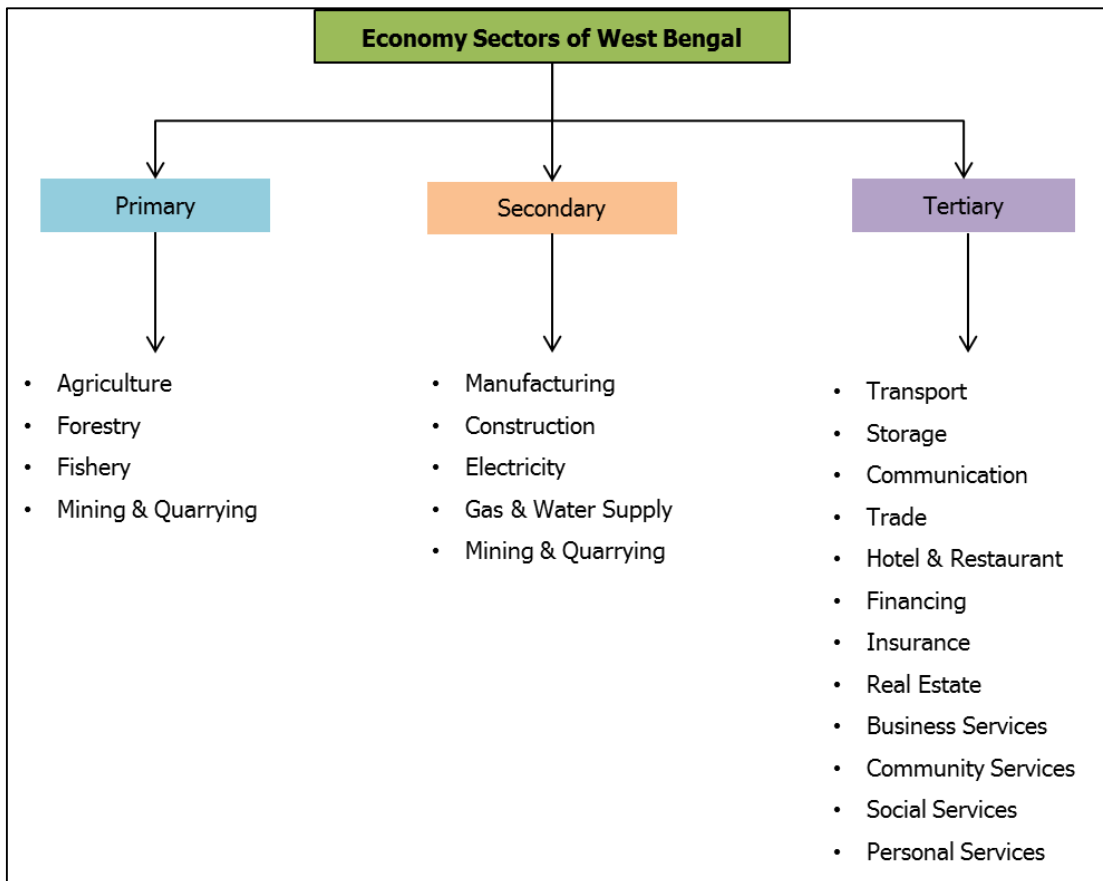 Economy Sectors of West Bengal
Primary
Secondary
Tertiary
• Agriculture
• Forestry
• Fishery
• Mining & Quarrying
• Manufacturing
• Construction
• Electricity
• Gas & Water Supply
• Mining & Quarrying
• Transport
• Storage
• Communication
• Trade
• Hotel & Restaurant
• Financing
• Insurance
• Real Estate
• Business Services
• Community Services
• Social Services
• Personal Services